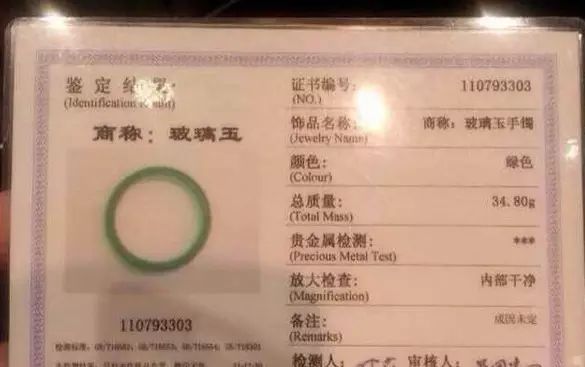 鉴定结果:
(Identification Result)
商称：玻璃玉
110793303
证书编号:
110793303
(NO.)
饰品名称:
商称：玻璃玉手镯
(Jewelry Name)
颜色:
绿色
(Colour)
总质量:
34.80g
(Total Mass)
贵金属检测:
***
(Precious Metal Test)
放大检查:
内部干净
(Magnification)
备注:
成因未定
(Remarks)
检测人:
审核人: